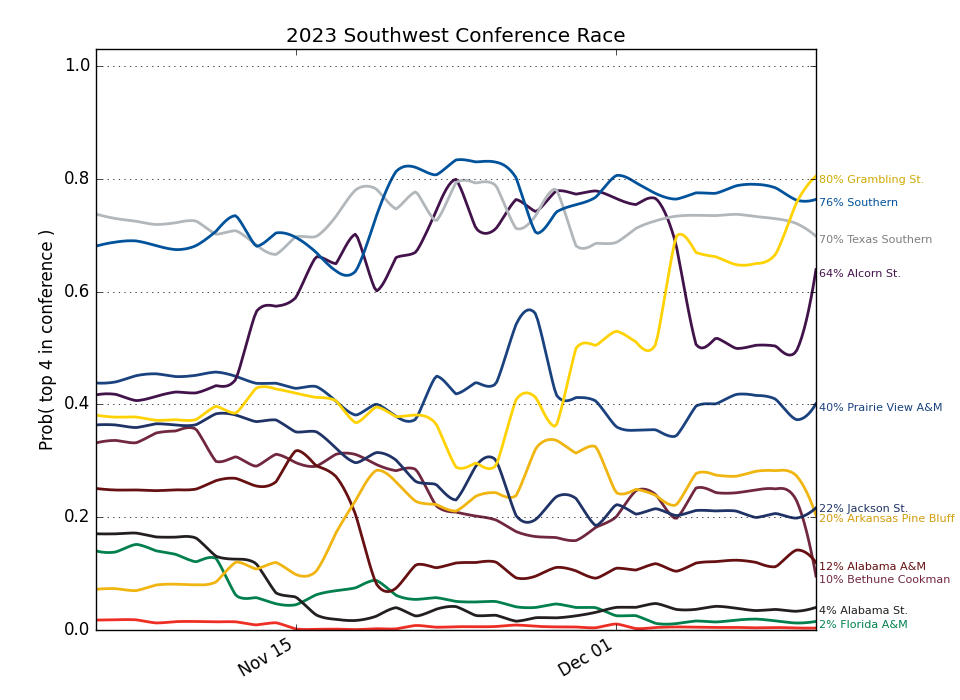 2023 Southwest Conference Race
Prob( top 4 in conference )
1.0
0.8
0.6
0.4
0.2
0.0
Nov 15
Dec 01
80% Grambling St.
76% Southern
70% Texas Southern
64% Alcorn St.
40% Prairie View A&M
22% Jackson St.
20% Arkansas Pine Bluff
12% Alabama A&M
10% Bethune Cookman
4% Alabama St.
2% Florida A&M